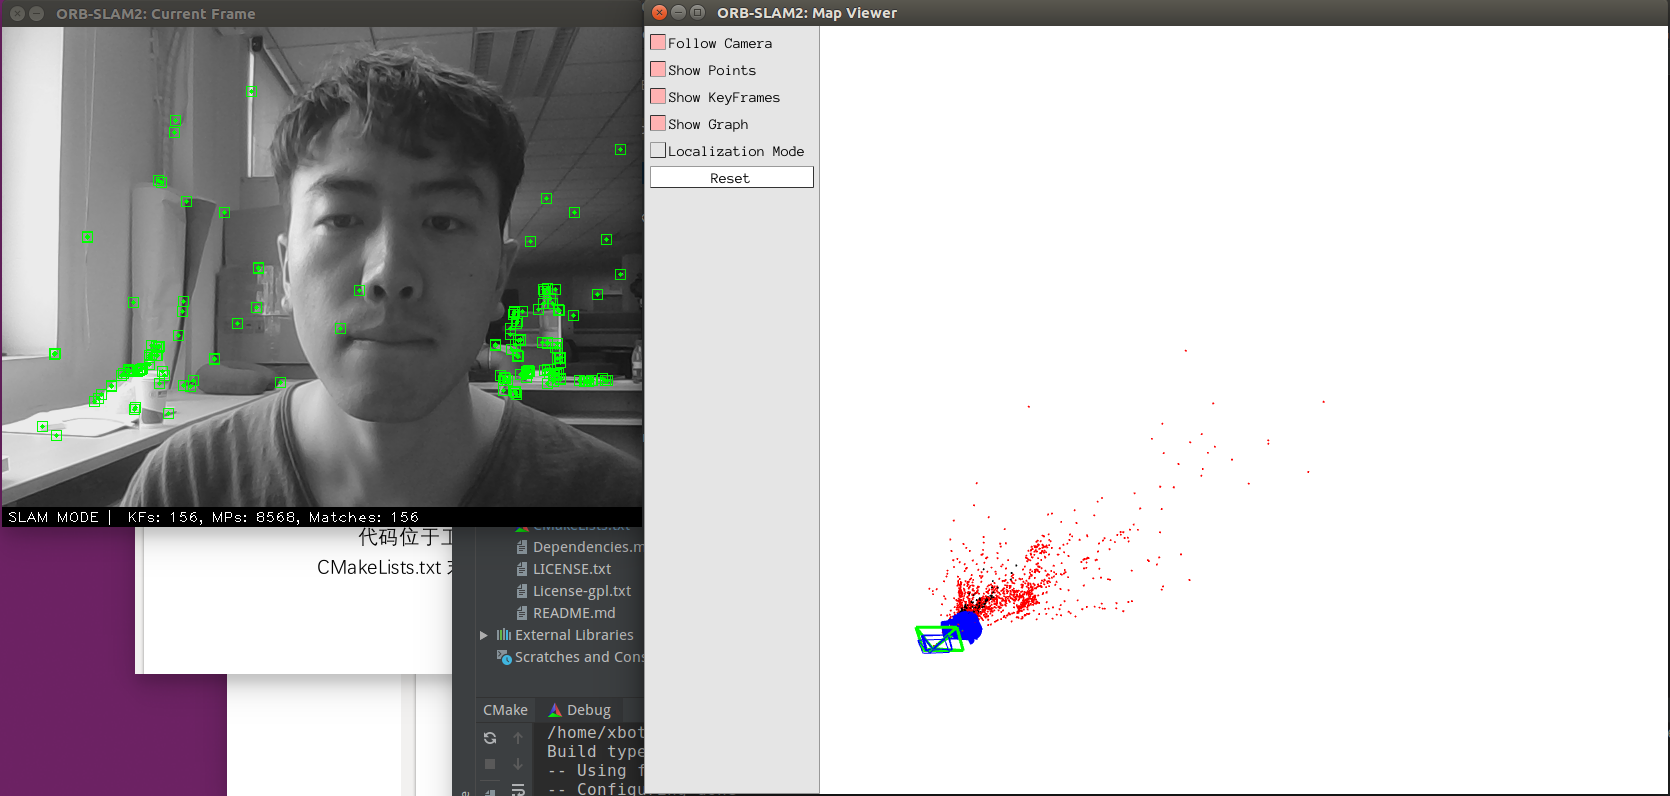 ORB-SLAM2: Current Frame
SLAM MODE | KFs: 156, MPs: 8568, Matches: 156
ORB-SLAM2: Map Viewer
Follow Camera
Show Points
Show KeyFrames
Show Graph
Localization Mode
Reset
代码位于
CMakeLists.txt
CMakeLists.txt
Dependencies.m
LICENSE.txt
License-gpl.txt
README.md
External Libraries
Scratches and Cons
CMake
Debug
/home/xbot
Build type
-- Using f
-- Configuring done